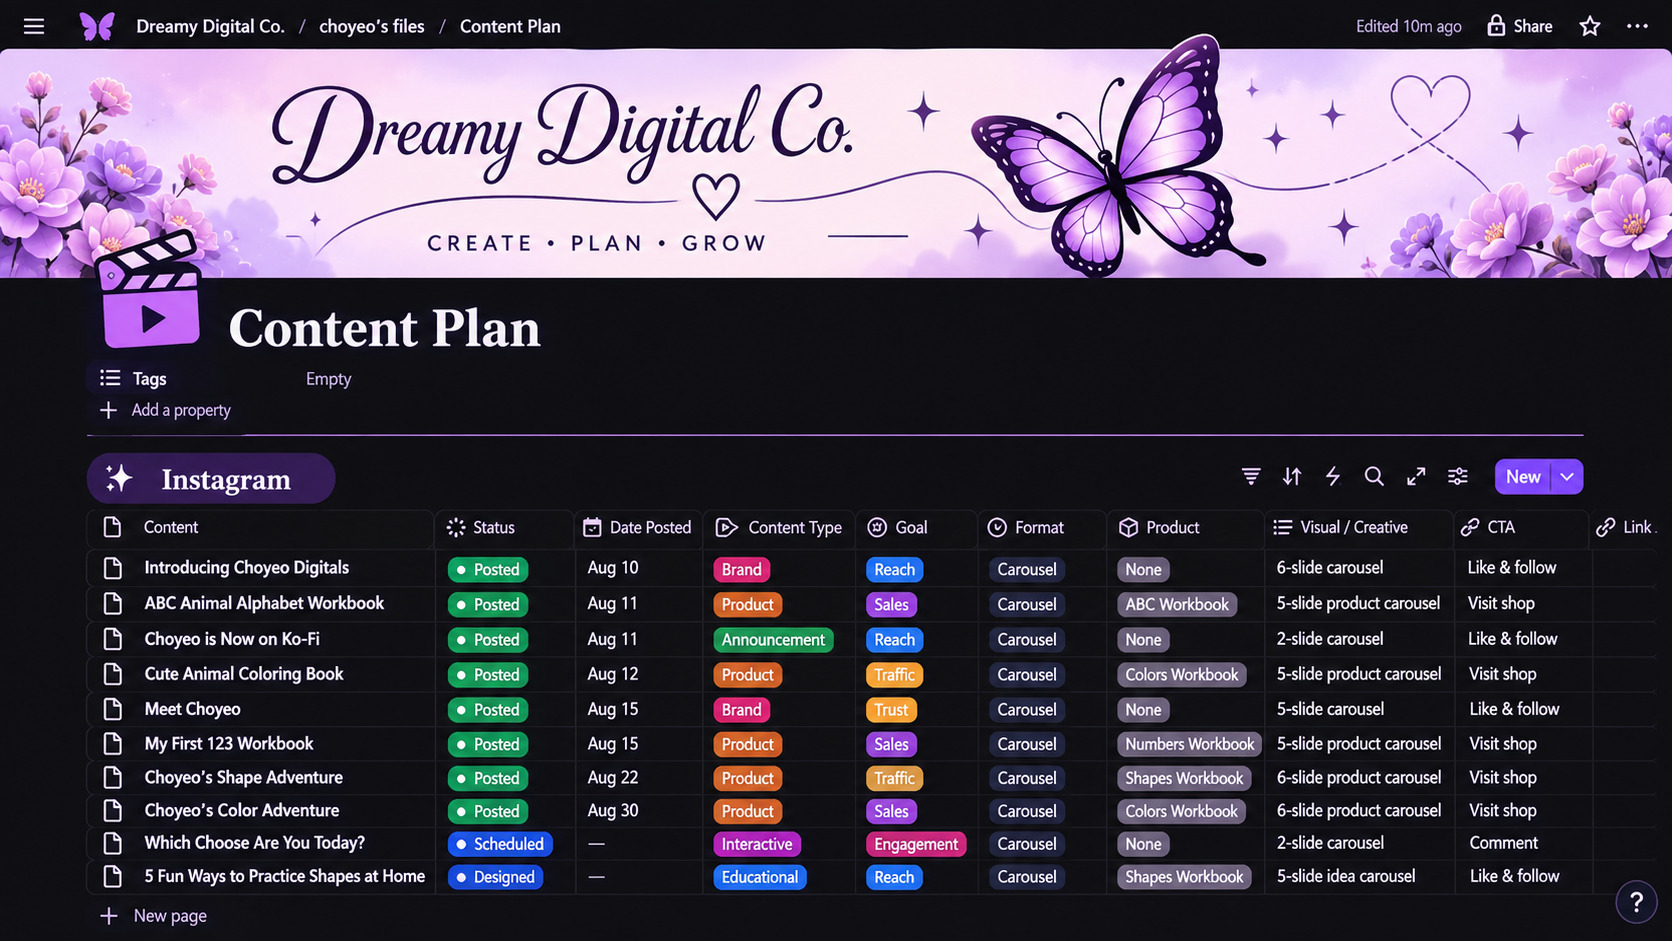 Dreamy Digital Co. / choyeo's files / Content Plan
Edited 10m ago Share
Dreamy Digital Co.
CREATE • PLAN • GROW
Content Plan
Tags Empty
Add a property
Instagram
New
Content Status Date Posted Content Type Goal Format Product Visual / Creative CTA Link
Introducing Choyeo Digitals Posted Aug 10 Brand Reach Carousel None 6-slide carousel Like & follow
ABC Animal Alphabet Workbook Posted Aug 11 Product Sales Carousel ABC Workbook 5-slide product carousel Visit shop
Choyeo is Now on Ko-Fi Posted Aug 11 Announcement Reach Carousel None 2-slide carousel Like & follow
Cute Animal Coloring Book Posted Aug 12 Product Traffic Carousel Colors Workbook 5-slide product carousel Visit shop
Meet Choyeo Posted Aug 15 Brand Trust Carousel None 5-slide carousel Like & follow
My First 123 Workbook Posted Aug 15 Product Sales Carousel Numbers Workbook 5-slide product carousel Visit shop
Choyeo's Shape Adventure Posted Aug 22 Product Traffic Carousel Shapes Workbook 6-slide product carousel Visit shop
Choyeo's Color Adventure Posted Aug 30 Product Sales Carousel Colors Workbook 6-slide product carousel Visit shop
Which Choose Are You Today? Scheduled — Interactive Engagement Carousel None 2-slide carousel Comment
5 Fun Ways to Practice Shapes at Home Designed — Educational Reach Carousel Shapes Workbook 5-slide idea carousel Like & follow
New page
?